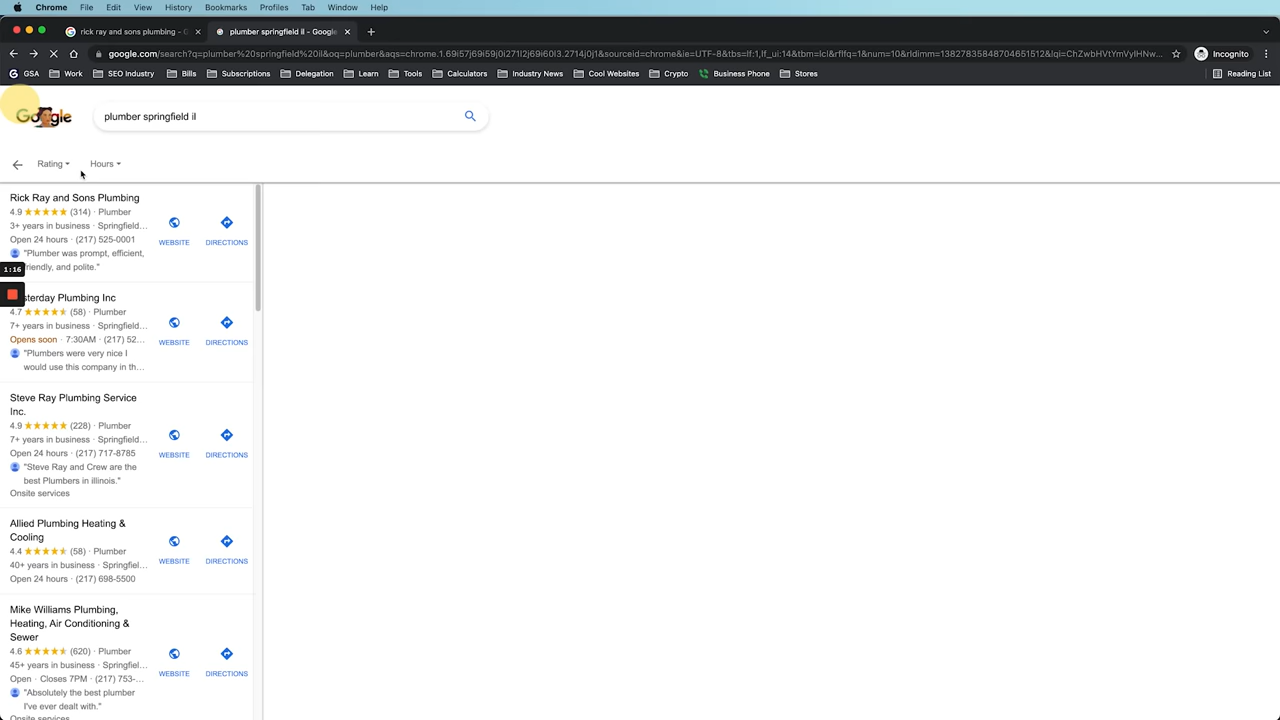 Chrome File Edit View History Bookmarks Profiles Tab Window Help
rick ray and sons plumbing - plumber springfield il - Google
google.com/search?q=plumber%20springfield%20il&oq=plumber&aqs=chrome.1.69i57j69i59j0i271l2j69i60l3.2714j0j1&sourceid=chrome&ie=UTF-8&tbs=lf:1,lf_ui:14&tbm=lcl&rflfq=1&num=10&rldimm=13827835848704651512&lqi=ChZwbHVtYmVyIHNw... Incognito
GSA Work SEO Industry Bills Subscriptions Delegation Learn Tools Calculators Industry News Cool Websites Crypto Business Phone Stores Reading List
Google plumber springfield il
Rating Hours
Rick Ray and Sons Plumbing
4.9 (314) · Plumber
3+ years in business · Springfield...
Open 24 hours · (217) 525-0001
WEBSITE DIRECTIONS
"Plumber was prompt, efficient,
riendly, and polite."
1:16
sterday Plumbing Inc
4.7 (58) · Plumber
7+ years in business · Springfield...
Opens soon · 7:30AM · (217) 52...
WEBSITE DIRECTIONS
"Plumbers were very nice I
would use this company in th...
Steve Ray Plumbing Service
Inc.
4.9 (228) · Plumber
7+ years in business · Springfield...
Open 24 hours · (217) 717-8785
WEBSITE DIRECTIONS
"Steve Ray and Crew are the
best Plumbers in illinois."
Onsite services
Allied Plumbing Heating &
Cooling
4.4 (58) · Plumber
40+ years in business · Springfiel...
Open 24 hours · (217) 698-5500
WEBSITE DIRECTIONS
Mike Williams Plumbing,
Heating, Air Conditioning &
Sewer
4.6 (620) · Plumber
45+ years in business · Springfiel...
Open · Closes 7PM · (217) 753-...
WEBSITE DIRECTIONS
"Absolutely the best plumber
I've ever dealt with."
Onsite services